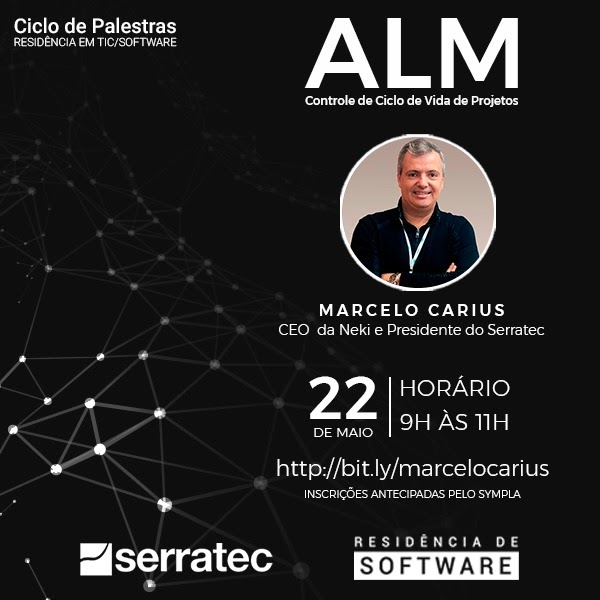 Ciclo de Palestras
RESIDÊNCIA EM TIC/SOFTWARE
ALM
Controle de Ciclo de Vida de Projetos
MARCELO CARIUS
CEO da Neki e Presidente do Serratec
22
DE MAIO
HORÁRIO
9H ÀS 11H
http://bit.ly/marcelocarius
INSCRIÇÕES ANTECIPADAS PELO SYMPLA
serratec
RESIDÊNCIA DE
SOFTWARE